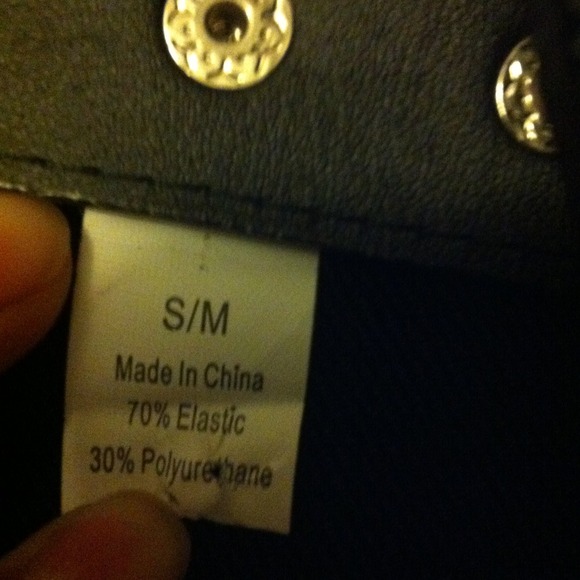 S/M
Made In China
70% Elastic
30% Polyurethane